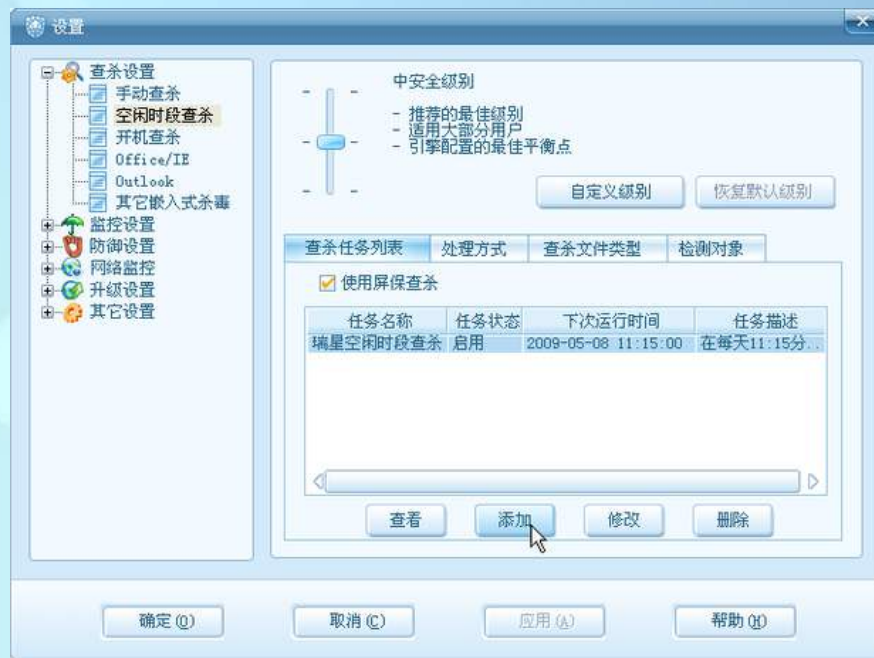 设置
查杀设置
手动查杀
空闲时段查杀
开机查杀
Office/IE
Outlook
其它嵌入式杀毒
监控设置
防御设置
网络监控
升级设置
其它设置
中安全级别
- 推荐的最佳级别
- 适用大部分用户
- 引擎配置的最佳平衡点
自定义级别 恢复默认级别
查杀任务列表 处理方式 查杀文件类型 检测对象
使用屏保查杀
任务名称 任务状态 下次运行时间 任务描述
瑞星空闲时段查杀 启用 2009-05-08 11:15:00 在每天11:15分...
查看 添加 修改 删除
确定(O) 取消(C) 应用(A) 帮助(H)